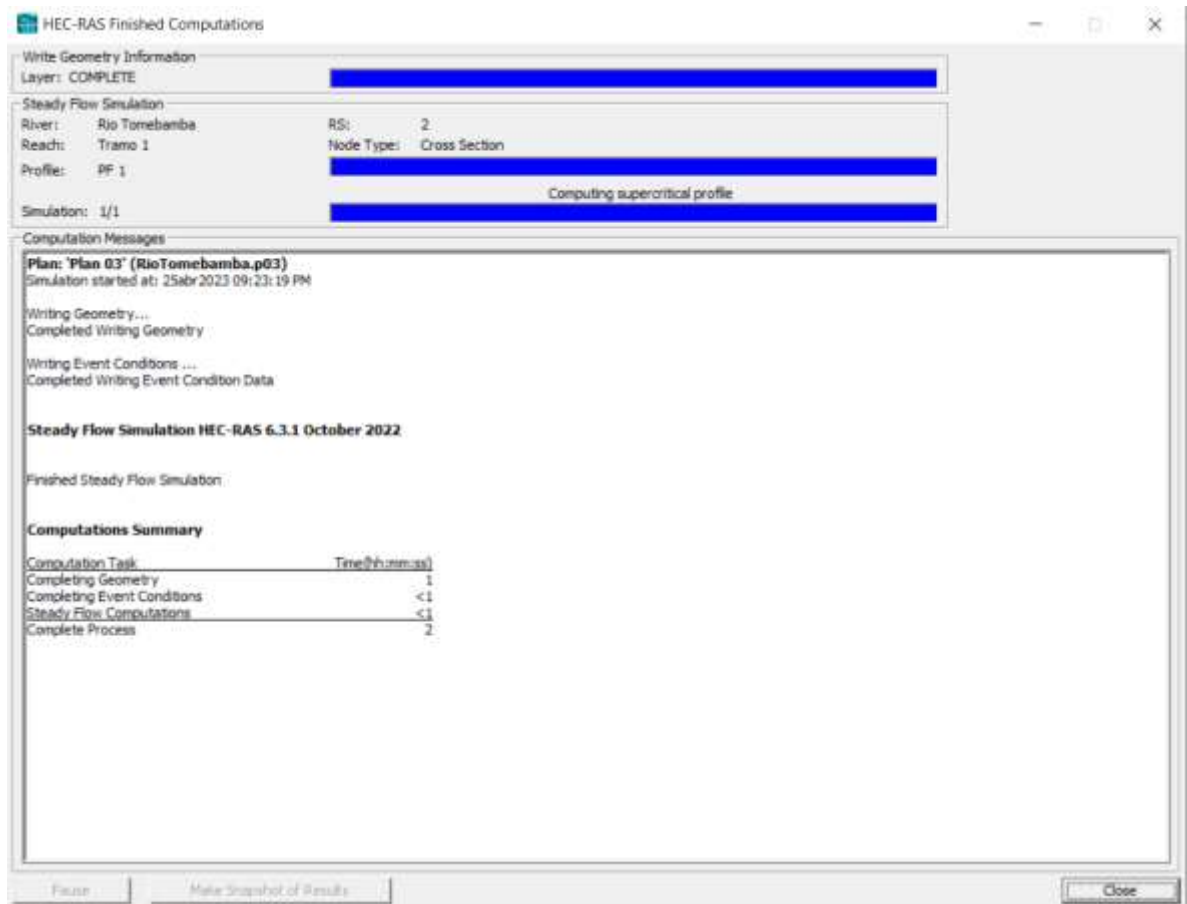 HEC-RAS Finished Computations
Write Geometry Information
Layer: COMPLETE
Steady Flow Simulation
River: Rio Tomebamba RS: 2
Reach: Tramo 1 Node Type: Cross Section
Profile: PF 1
Computing supercritical profile
Simulation: 1/1
Computation Messages
Plan: 'Plan 03' (RioTomebamba.p03)
Simulation started at: 25abr2023 09:23:19 PM
Writing Geometry...
Completed Writing Geometry
Writing Event Conditions ...
Completed Writing Event Condition Data
Steady Flow Simulation HEC-RAS 6.3.1 October 2022
Finished Steady Flow Simulation
Computations Summary
Computation Task Time(hh:mm:ss)
Completing Geometry 1
Completing Event Conditions <1
Steady Flow Computations <1
Complete Process 2
Pause Make Snapshot of Results Close